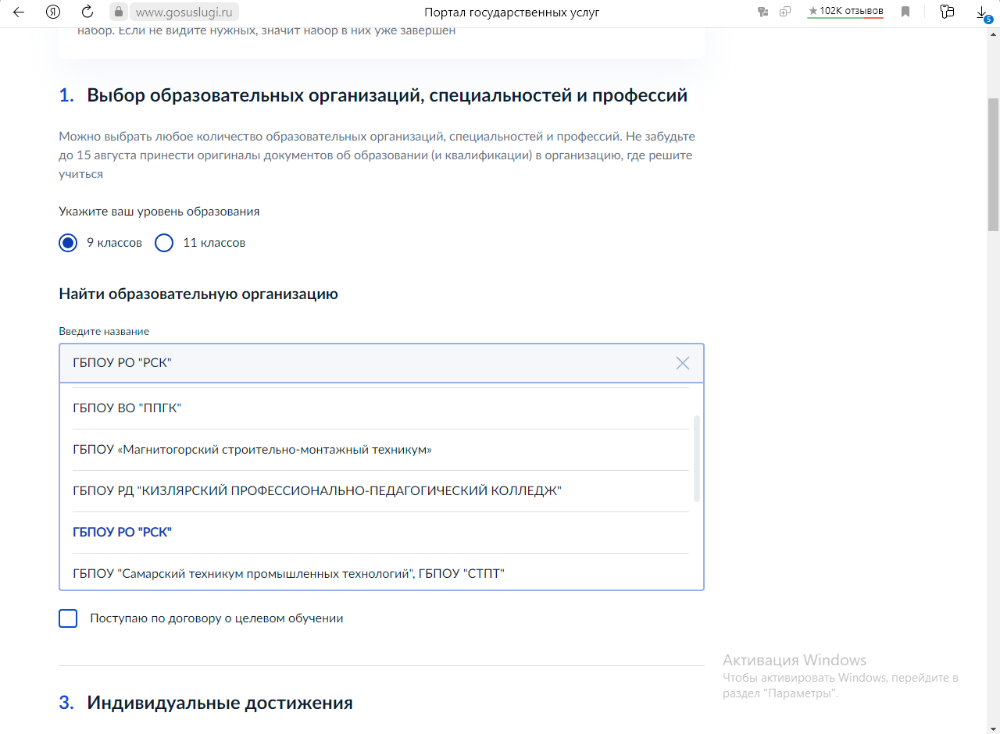 www.gosuslugi.ru
Портал государственных услуг
★ 102К отзывов
5
набор. Если не видите нужных, значит набор в них уже завершен
1. Выбор образовательных организаций, специальностей и профессий
Можно выбрать любое количество образовательных организаций, специальностей и профессий. Не забудьте
до 15 августа принести оригиналы документов об образовании (и квалификации) в организацию, где решите
учиться
Укажите ваш уровень образования
9 классов 11 классов
Найти образовательную организацию
Введите название
ГБПОУ РО "РСК"
ГБПОУ ВО "ППГК"
ГБПОУ «Магнитогорский строительно-монтажный техникум»
ГБПОУ РД "КИЗЛЯРСКИЙ ПРОФЕССИОНАЛЬНО-ПЕДАГОГИЧЕСКИЙ КОЛЛЕДЖ"
ГБПОУ РО "РСК"
ГБПОУ "Самарский техникум промышленных технологий", ГБПОУ "СТПТ"
Поступаю по договору о целевом обучении
Активация Windows
Чтобы активировать Windows, перейдите в
раздел "Параметры".
3. Индивидуальные достижения